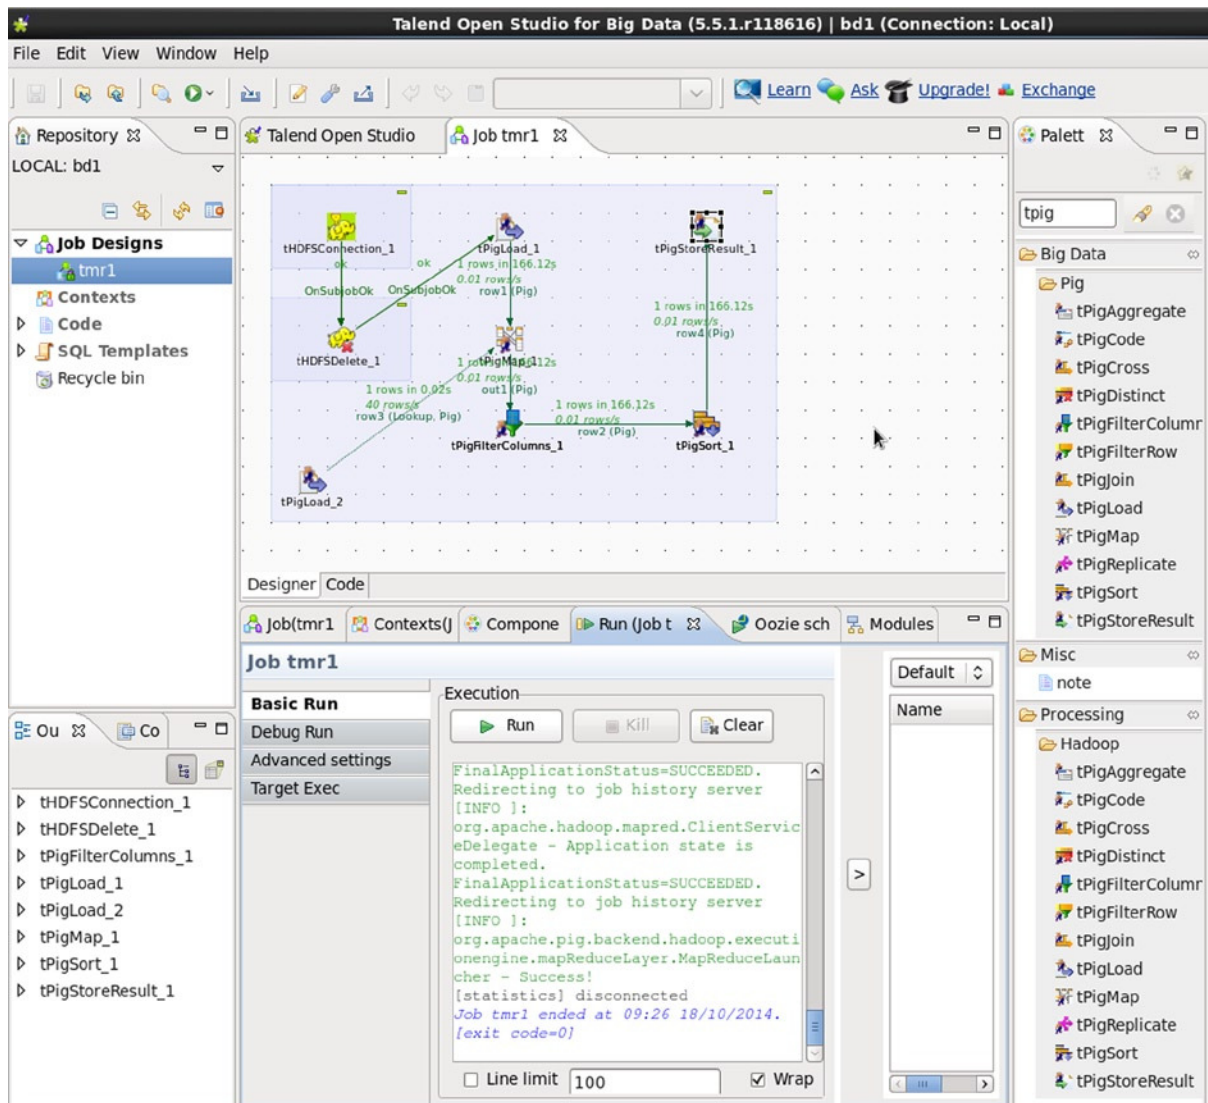 Talend Open Studio for Big Data (5.5.1.r118616) | bd1 (Connection: Local)
File Edit View Window Help
Learn Ask Upgrade! Exchange
Repository
LOCAL: bd1
Job Designs
tmr1
Contexts
Code
SQL Templates
Recycle bin
Ou Co
tHDFSConnection_1
tHDFSDelete_1
tPigFilterColumns_1
tPigLoad_1
tPigLoad_2
tPigMap_1
tPigSort_1
tPigStoreResult_1
Talend Open Studio Job tmr1
tHDFSConnection_1
tPigLoad_1
tPigStoreResult_1
ok
ok
1 rows in 166.12s
0.01 rows/s
row1 (Pig)
OnSubjobOk
OnSubjobOk
1 rows in 166.12s
0.01 rows/s
row4 (Pig)
tHDFSDelete_1
tPigMap_1
1 rows in 166.12s
0.01 rows/s
out1 (Pig)
1 rows in 0.02s
40 rows/s
row3 (Lookup, Pig)
1 rows in 166.12s
0.01 rows/s
row2 (Pig)
tPigFilterColumns_1
tPigSort_1
tPigLoad_2
Designer Code
Job(tmr1 Contexts(J Compone Run (Job t Oozie sch Modules
Job tmr1
Basic Run
Debug Run
Advanced settings
Target Exec
Execution
Run Kill Clear
FinalApplicationStatus=SUCCEEDED.
Redirecting to job history server
[INFO ]:
org.apache.hadoop.mapred.ClientServic
eDelegate - Application state is
completed.
FinalApplicationStatus=SUCCEEDED.
Redirecting to job history server
[INFO ]:
org.apache.pig.backend.hadoop.executi
onengine.mapReduceLayer.MapReduceLaun
cher - Success!
[statistics] disconnected
Job tmr1 ended at 09:26 18/10/2014.
[exit code=0]
Line limit 100 Wrap
>
Default
Name
Palett
tpig
Big Data
Pig
tPigAggregate
tPigCode
tPigCross
tPigDistinct
tPigFilterColumr
tPigFilterRow
tPigJoin
tPigLoad
tPigMap
tPigReplicate
tPigSort
tPigStoreResult
Misc
note
Processing
Hadoop
tPigAggregate
tPigCode
tPigCross
tPigDistinct
tPigFilterColumr
tPigFilterRow
tPigJoin
tPigLoad
tPigMap
tPigReplicate
tPigSort
tPigStoreResult